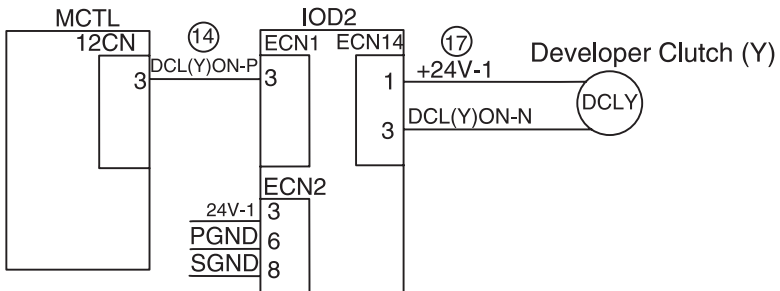 MCTL
IOD2
14
17
12CN
ECN1
ECN14
Developer Clutch (Y)
DCL(Y)ON-P
+24V-1
3
3
1
DCLY
DCL(Y)ON-N
3
ECN2
24V-1
3
PGND
6
SGND
8